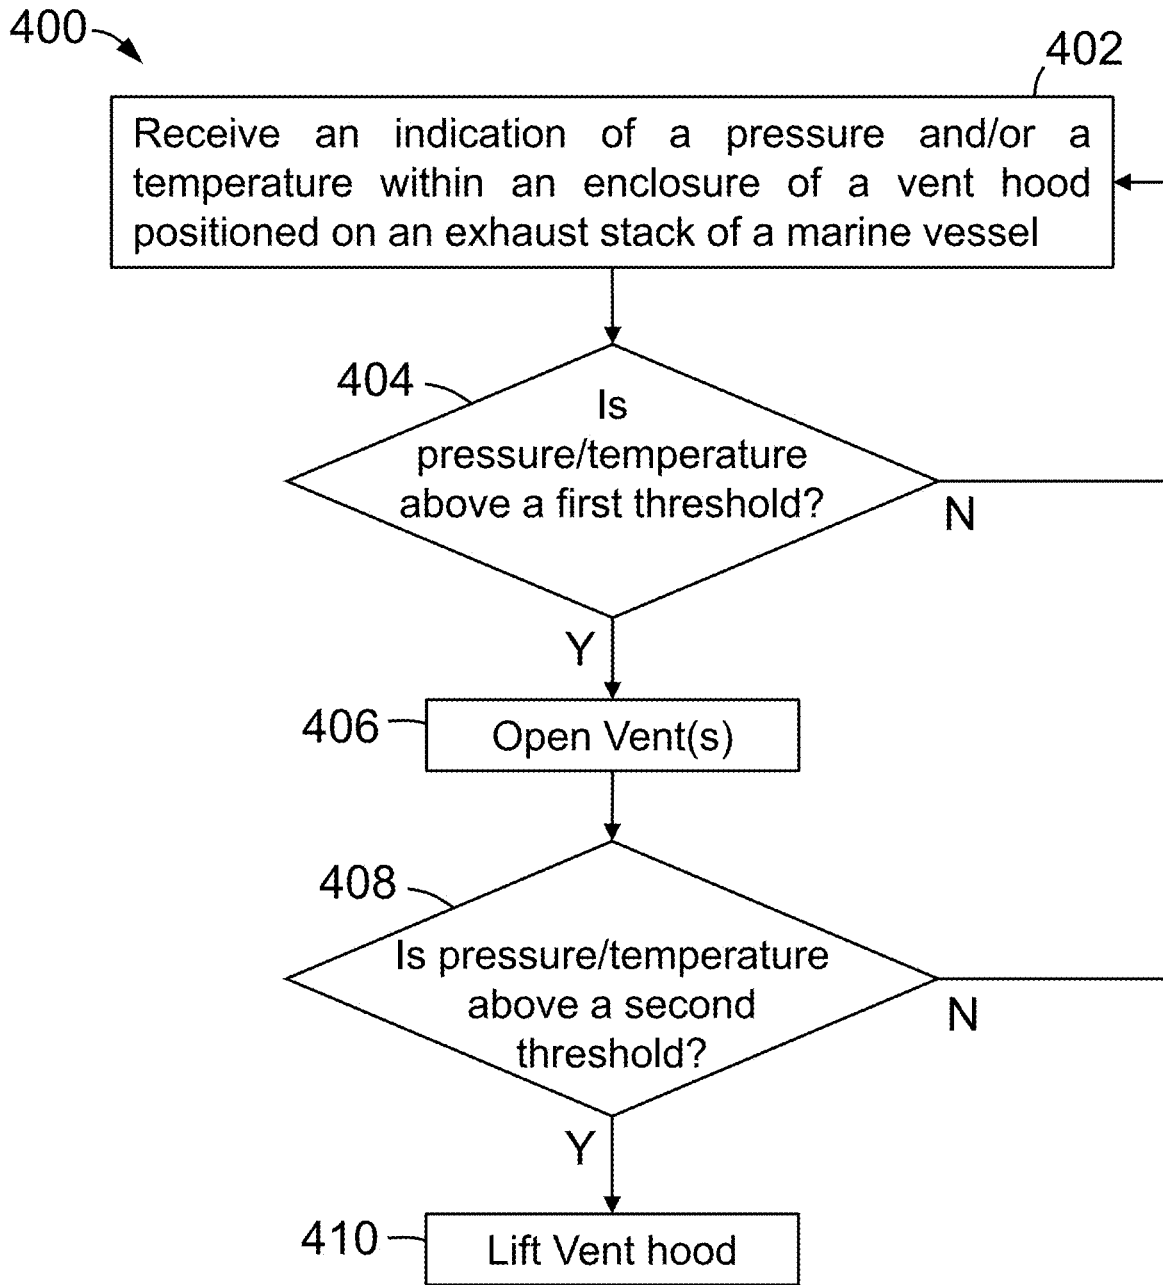 400
402
Receive an indication of a pressure and/or a
temperature within an enclosure of a vent hood
positioned on an exhaust stack of a marine vessel
404
Is
pressure/temperature
above a first threshold?
N
Y
406
Open Vent(s)
408
Is pressure/temperature
above a second
threshold?
N
Y
410
Lift Vent hood